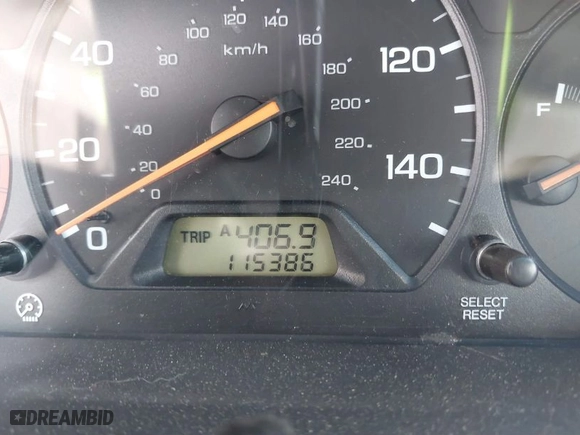 120 140
100 160
40 km/h 120
80 180
60 200 F
40
20 220 140
20 240
0
0
TRIP A 406.9
115386
SELECT
RESET
DREAMBID